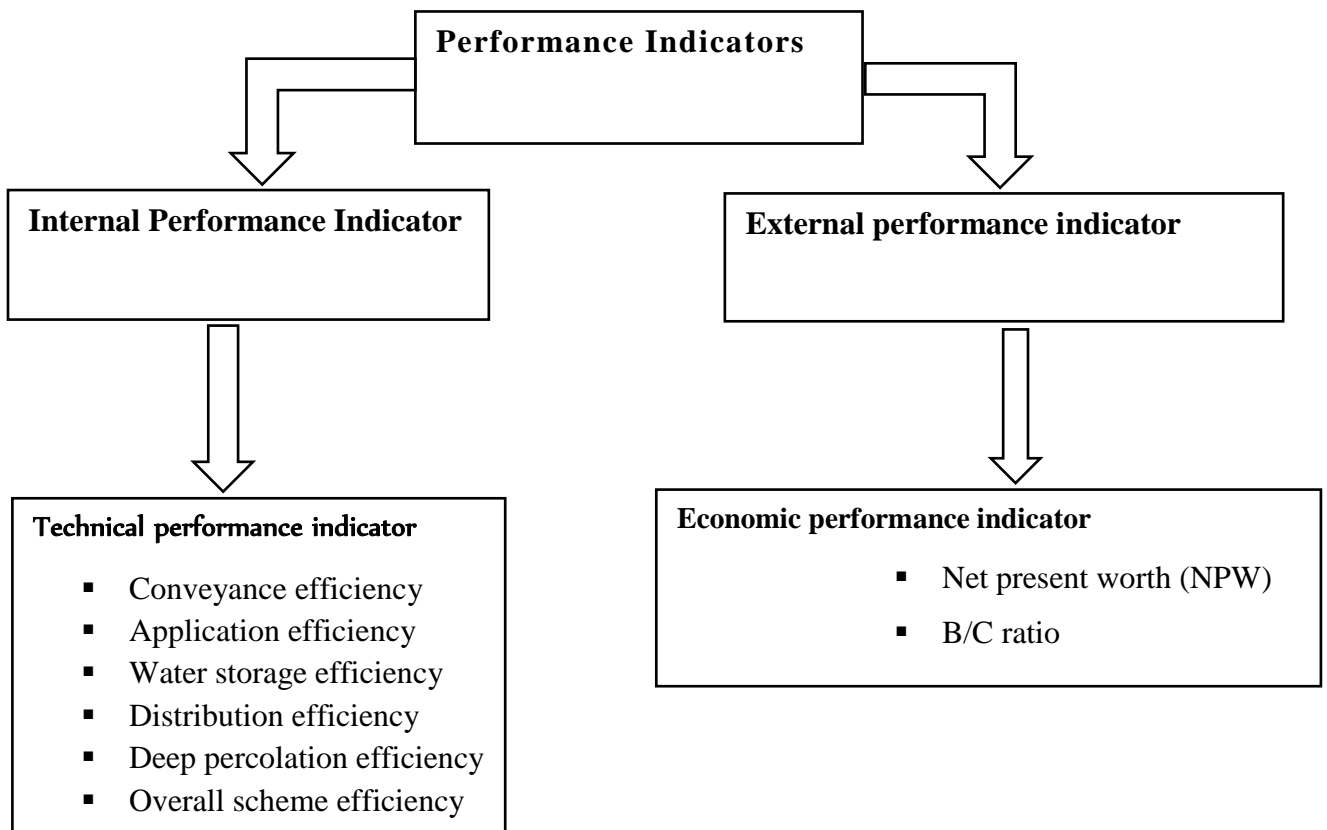 Performance Indicators
Internal Performance Indicator
External performance indicator
Technical performance indicator
▪ Conveyance efficiency
▪ Application efficiency
▪ Water storage efficiency
▪ Distribution efficiency
▪ Deep percolation efficiency
▪ Overall scheme efficiency
Economic performance indicator
▪ Net present worth (NPW)
▪ B/C ratio